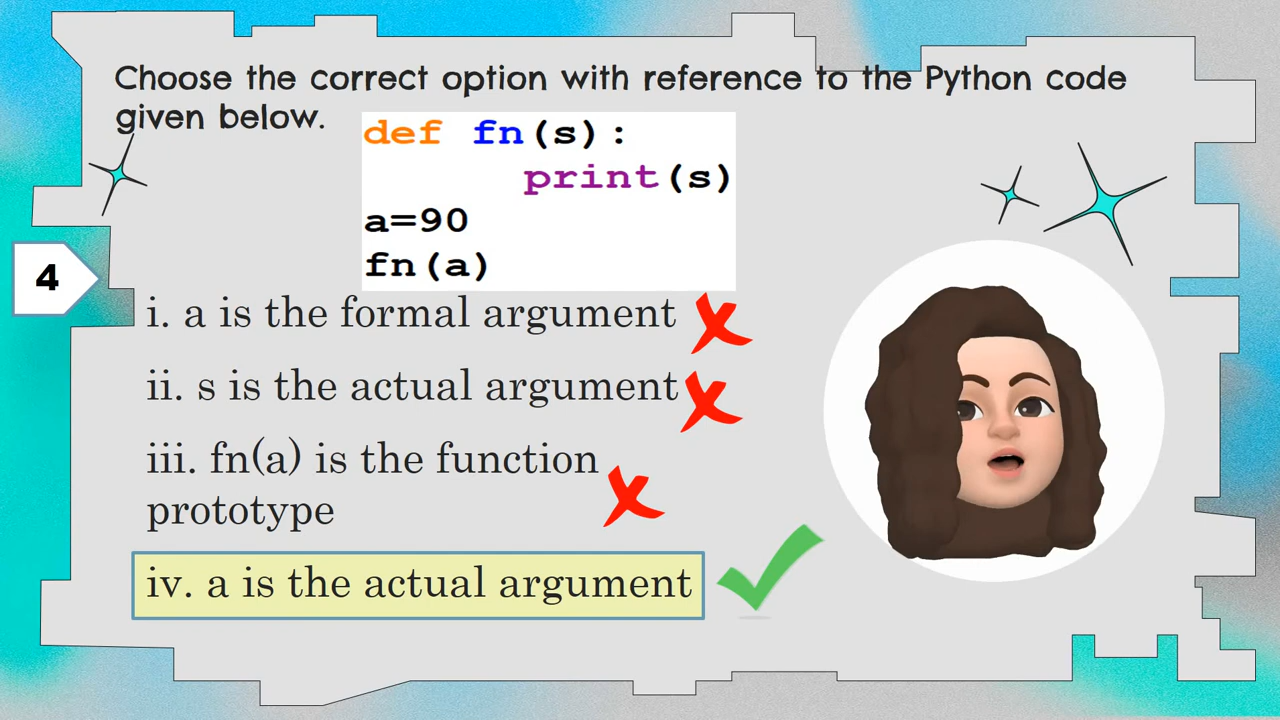 Choose the correct option with reference to the Python code
given below.
def fn(s):
print(s)
a=90
fn(a)
4
i. a is the formal argument
ii. s is the actual argument
iii. fn(a) is the function
prototype
iv. a is the actual argument